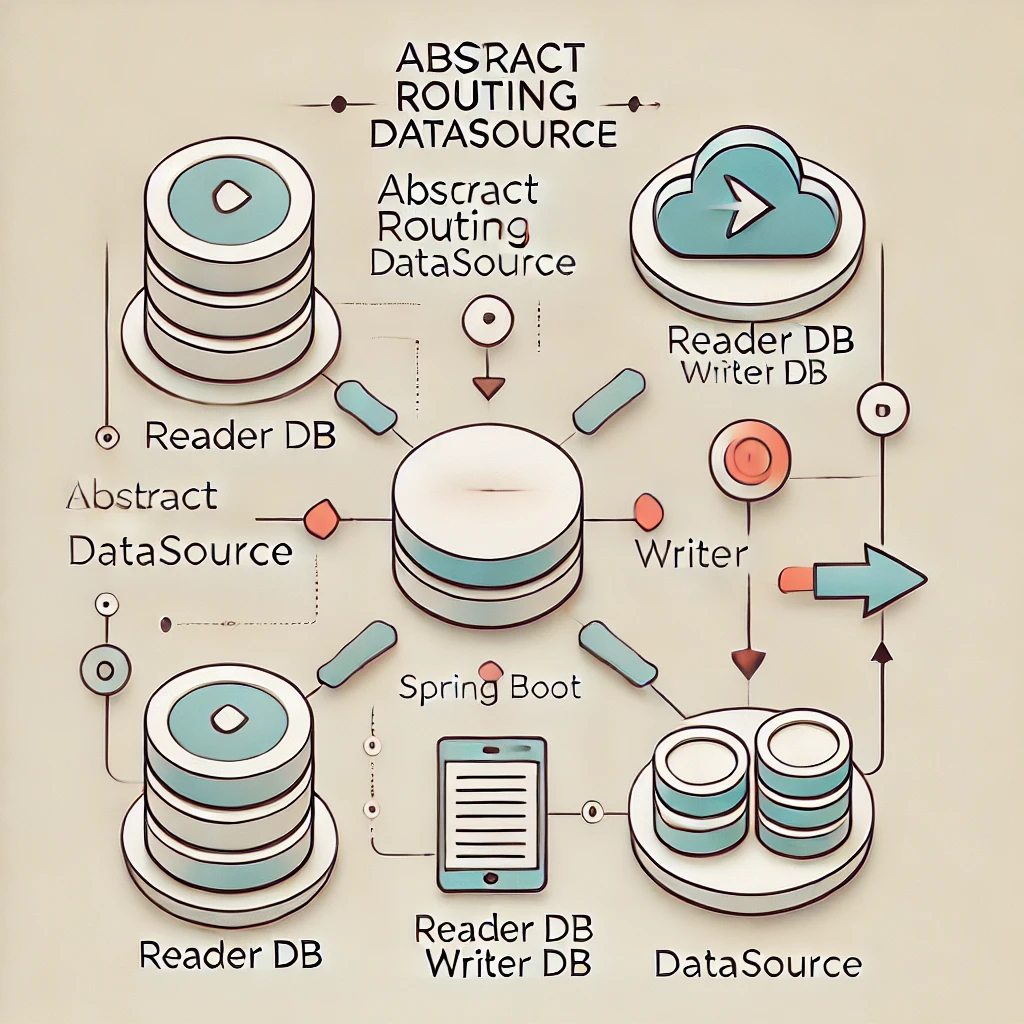 ABSRACT
ROUTING
DATASOURCE
Abscract
Routing
DataSource
Reader DB
Writer DB
Reader DB
Abstract
DataSource
Writer
Spring Boot
Reader DB
Reader DB
Writer DB
DataSource